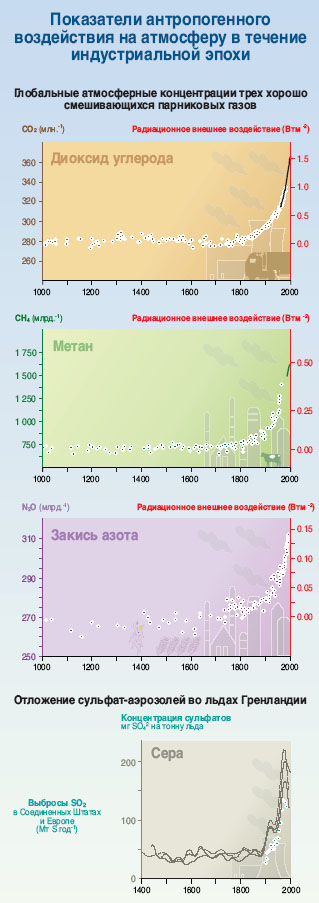 Показатели антропогенного
воздействия на атмосферу в течение
индустриальной эпохи
Глобальные атмосферные концентрации трех хорошо
смешивающихся парниковых газов
CO₂ (млн.⁻¹) Радиационное внешнее воздействие (Втм⁻²)
Диоксид углерода
360
340
320
300
280
260
1.5
1.0
0.5
0.0
1000 1200 1400 1600 1800 2000
CH₄ (млрд.⁻¹) Радиационное внешнее воздействие (Втм⁻²)
Метан
1 750
1 500
1 250
1 000
750
0.50
0.25
0.00
1000 1200 1400 1600 1800 2000
N₂O (млрд.⁻¹) Радиационное внешнее воздействие (Втм⁻²)
Закись азота
310
290
270
250
0.15
0.10
0.05
0.00
1000 1200 1400 1600 1800 2000
Отложение сульфат-аэрозолей во льдах Гренландии
Концентрация сульфатов
мг SO₄² на тонну льда
Сера
200
100
0
Выбросы SO₂
в Соединенных Штатах
и Европе
(Мт S год⁻¹)
1400 1600 1800 2000